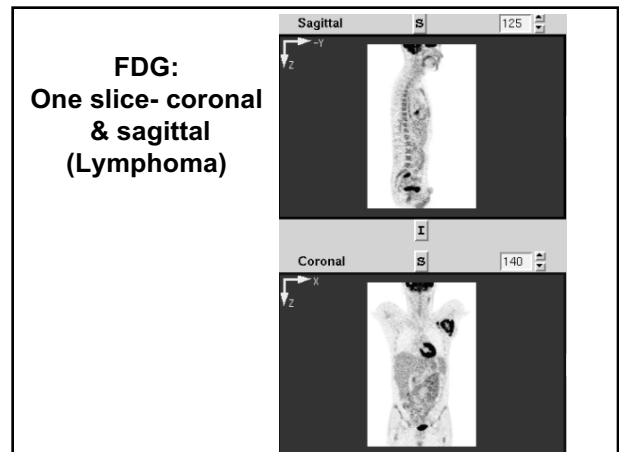 FDG:
One slice- coronal
& sagittal
(Lymphoma)
Sagittal S 125
-Y
Z
I
Coronal S 140
X
Z